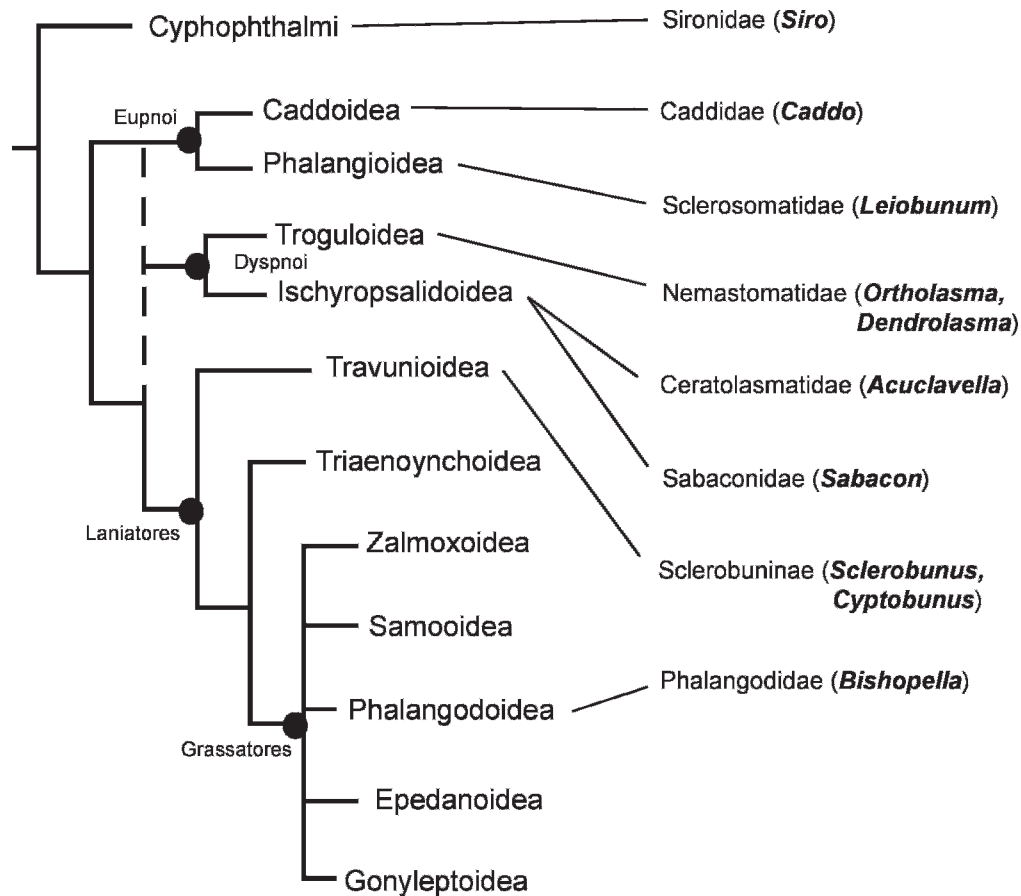 Cyphophthalmi
Sironidae (Siro)
Eupnoi
Caddoidea
Caddidae (Caddo)
Phalangioidea
Sclerosomatidae (Leiobunum)
Troguloidea
Dyspnoi
Ischyropsalidoidea
Nemastomatidae (Ortholasma,
Dendrolasma)
Travunioidea
Ceratolasmatidae (Acuclavella)
Triaenoynchoidea
Sabaconidae (Sabacon)
Laniatores
Zalmoxoidea
Sclerobuninae (Sclerobunus,
Cyptobunus)
Samooidea
Phalangodidae (Bishopella)
Phalangodoidea
Grassatores
Epedanoidea
Gonyleptoidea